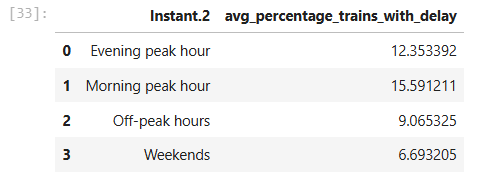 [33]:
Instant.2 avg_percentage_trains_with_delay
0 Evening peak hour 12.353392
1 Morning peak hour 15.591211
2 Off-peak hours 9.065325
3 Weekends 6.693205